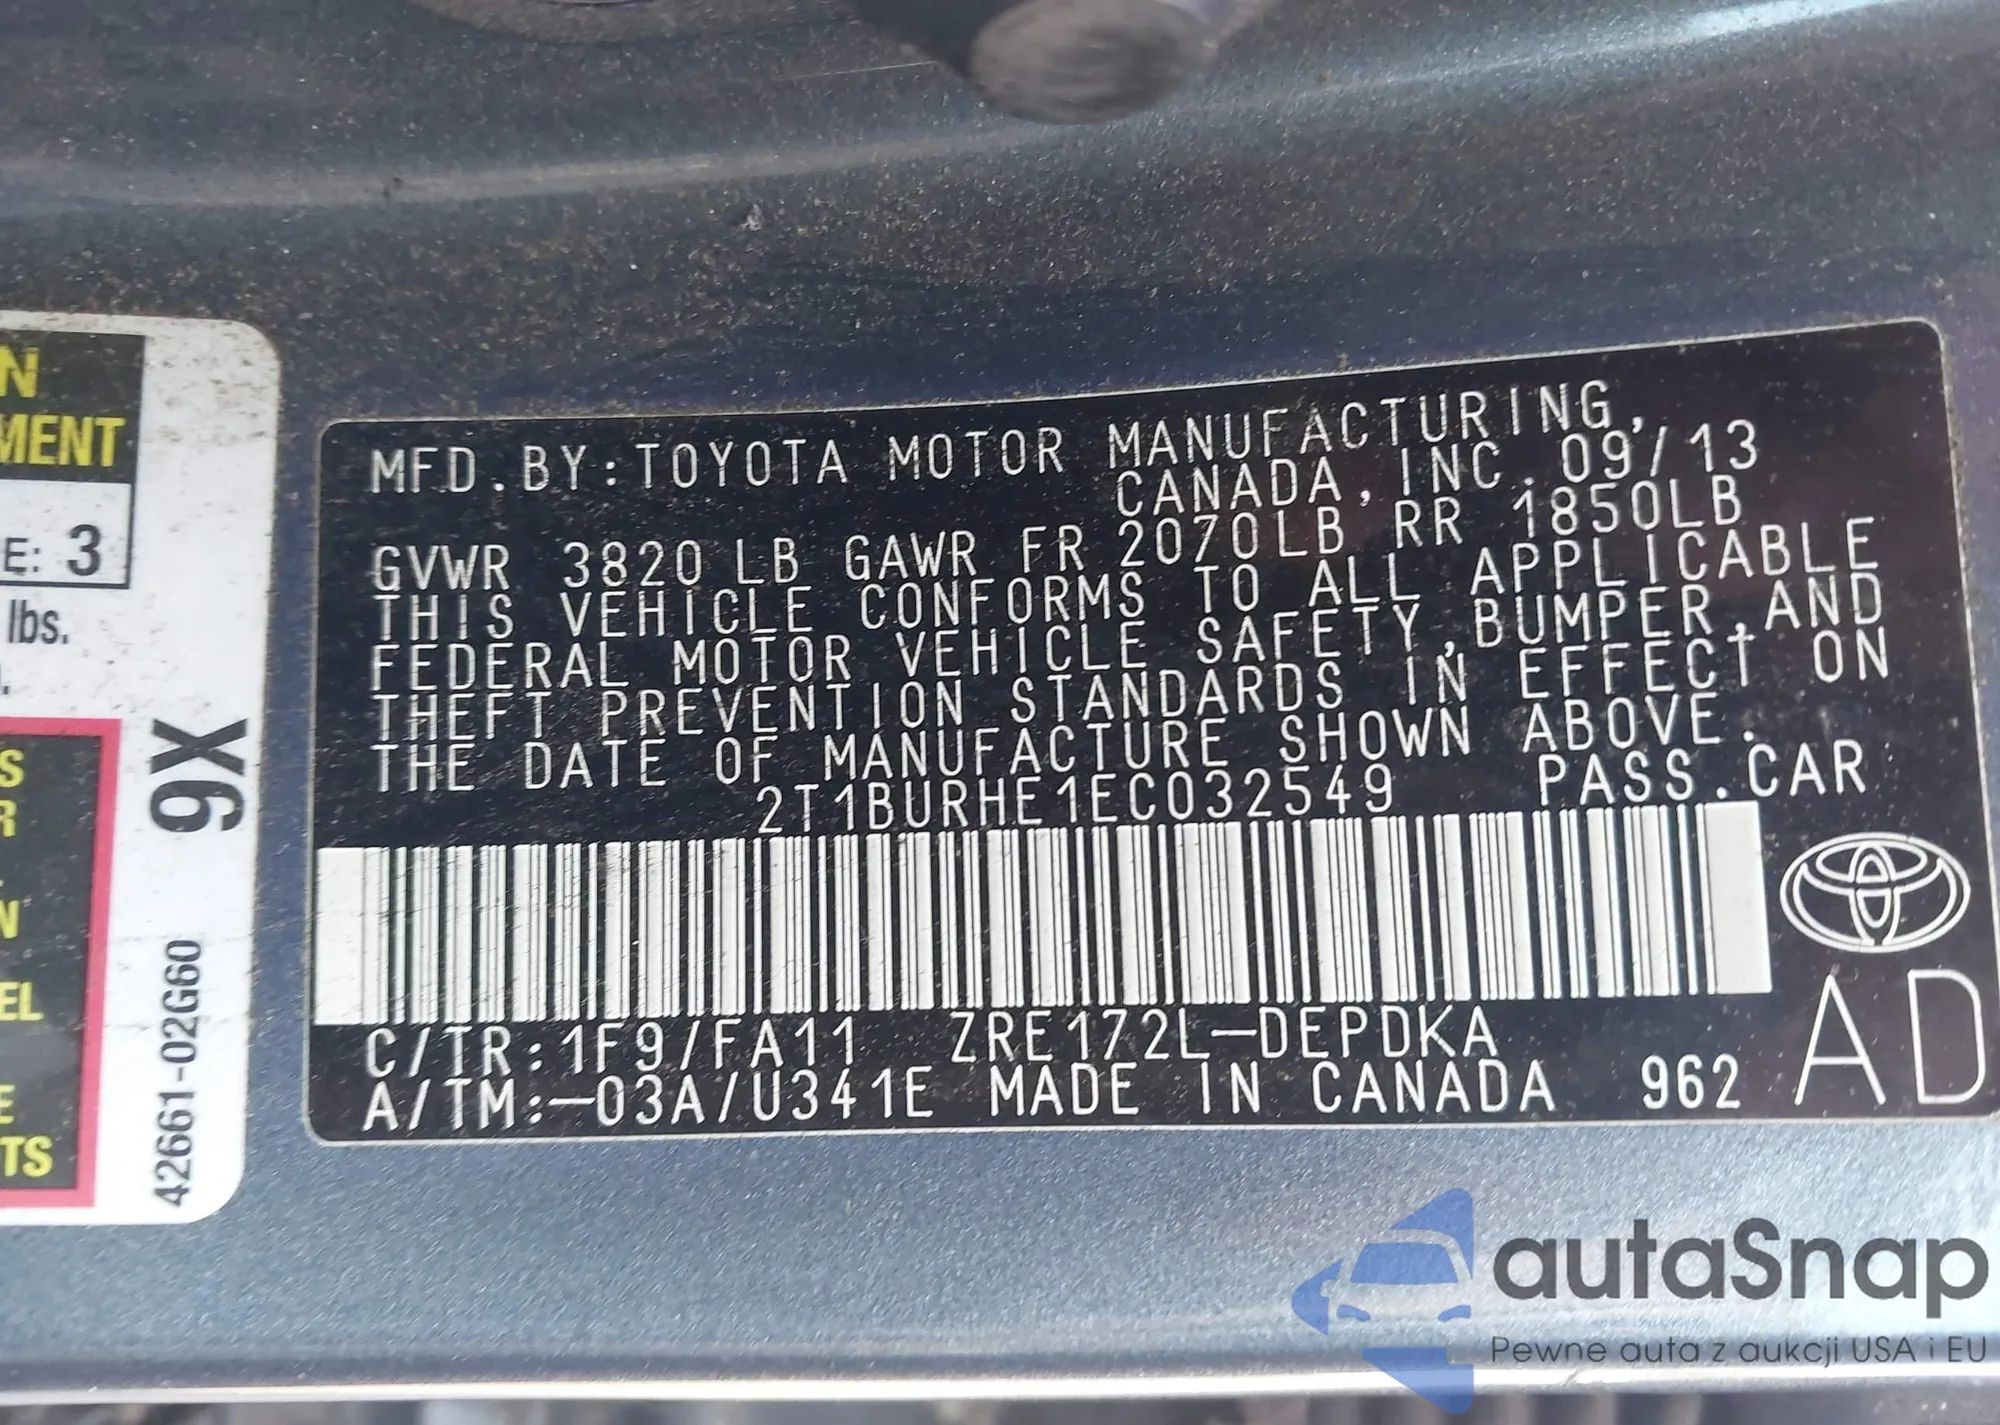 N
MENT
E: 3
lbs.
S
R
N
EL
E
TS
9X
42661-02G60
MFD. BY: TOYOTA MOTOR MANUFACTURING,
CANADA, INC. 09/13
GVWR 3820 LB GAWR FR 2070LB RR 1850LB
THIS VEHICLE CONFORMS TO ALL APPLICABLE
FEDERAL MOTOR VEHICLE SAFETY, BUMPER, AND
THEFT PREVENTION STANDARDS IN EFFECT ON
THE DATE OF MANUFACTURE SHOWN ABOVE.
2T1BURHE1EC032549 PASS. CAR
C/TR: 1F9/FA11 ZRE172L-DEPDKA
A/TM: -03A/U341E MADE IN CANADA 962
AD
autaSnap
Pewne auta z aukcji USA i EU